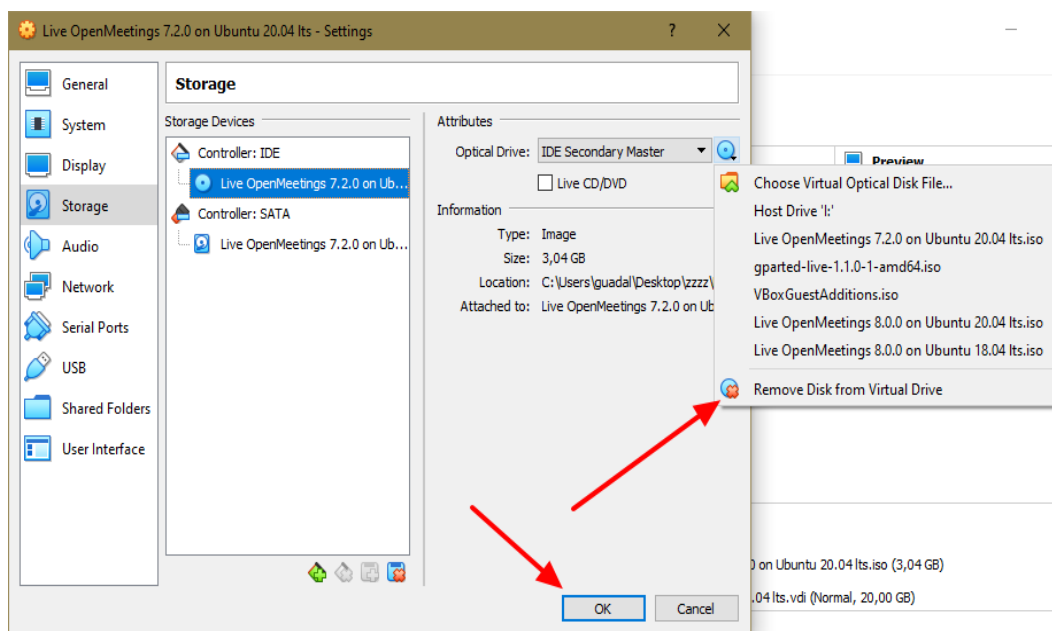 Live OpenMeetings 7.2.0 on Ubuntu 20.04 lts - Settings
?
General
System
Display
Storage
Audio
Network
Serial Ports
USB
Shared Folders
User Interface
Storage
Storage Devices
Controller: IDE
Live OpenMeetings 7.2.0 on Ub...
Controller: SATA
Live OpenMeetings 7.2.0 on Ub...
Attributes
Optical Drive: IDE Secondary Master
Live CD/DVD
Information
Type: Image
Size: 3,04 GB
Location: C:\Users\guadal\Desktop\zzzz\
Attached to: Live OpenMeetings 7.2.0 on Ub
Preview
Choose Virtual Optical Disk File...
Host Drive 'I:'
Live OpenMeetings 7.2.0 on Ubuntu 20.04 lts.iso
gparted-live-1.1.0-1-amd64.iso
VBoxGuestAdditions.iso
Live OpenMeetings 8.0.0 on Ubuntu 20.04 lts.iso
Live OpenMeetings 8.0.0 on Ubuntu 18.04 lts.iso
Remove Disk from Virtual Drive
on Ubuntu 20.04 lts.iso (3,04 GB)
.04 lts.vdi (Normal, 20,00 GB)
OK
Cancel